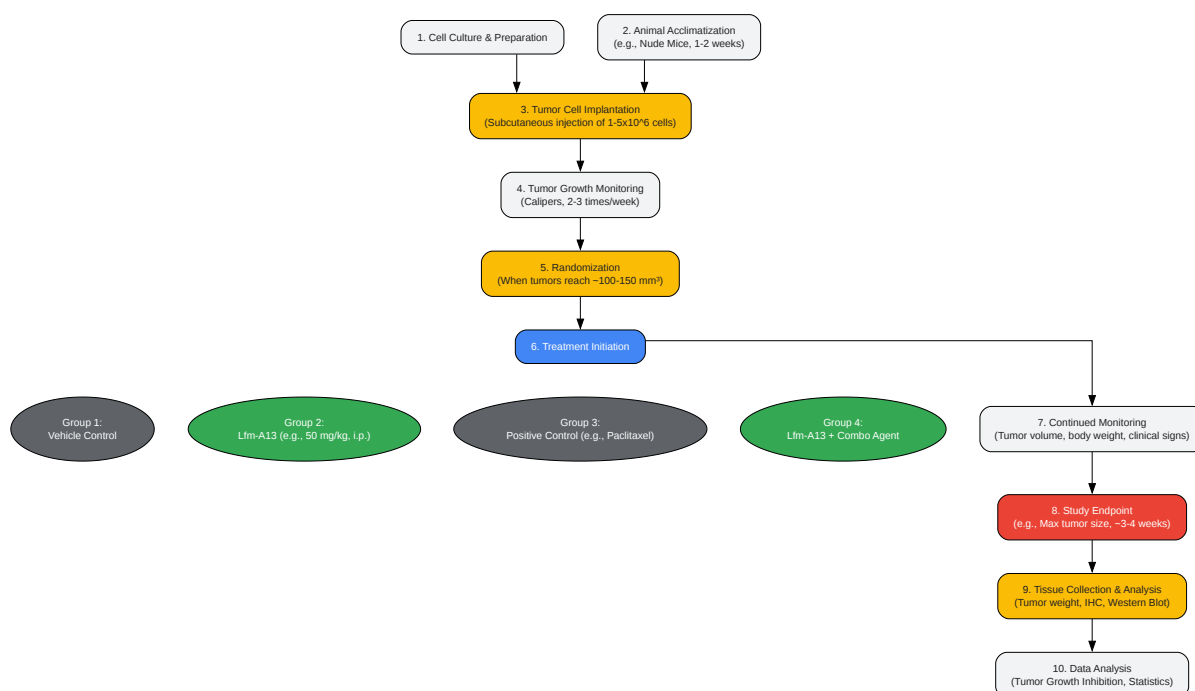 1. Cell Culture & Preparation
2. Animal Acclimatization
(e.g., Nude Mice, 1-2 weeks)
3. Tumor Cell Implantation
(Subcutaneous injection of 1-5x10^6 cells)
4. Tumor Growth Monitoring
(Calipers, 2-3 times/week)
5. Randomization
(When tumors reach ~100-150 mm³)
6. Treatment Initiation
Group 1:
Vehicle Control
Group 2:
Lfm-A13 (e.g., 50 mg/kg, i.p.)
Group 3:
Positive Control (e.g., Paclitaxel)
Group 4:
Lfm-A13 + Combo Agent
7. Continued Monitoring
(Tumor volume, body weight, clinical signs)
8. Study Endpoint
(e.g., Max tumor size, ~3-4 weeks)
9. Tissue Collection & Analysis
(Tumor weight, IHC, Western Blot)
10. Data Analysis
(Tumor Growth Inhibition, Statistics)